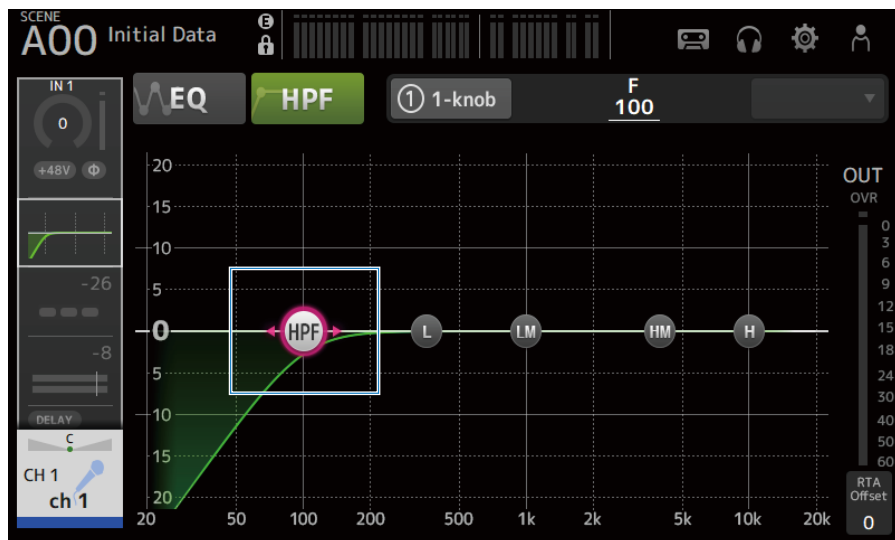 SCENE
A00 Initial Data
E
IN 1
0
+48V Φ
-26
-8
DELAY
C
CH 1
ch 1
EQ
HPF
1 1-knob
F
100
20
15
10
5
0
5
10
15
20
HPF
L
LM
HM
H
20 50 100 200 500 1k 2k 5k 10k 20k
OUT
OVR
0
3
6
9
12
15
18
24
30
40
50
60
RTA
Offset
0